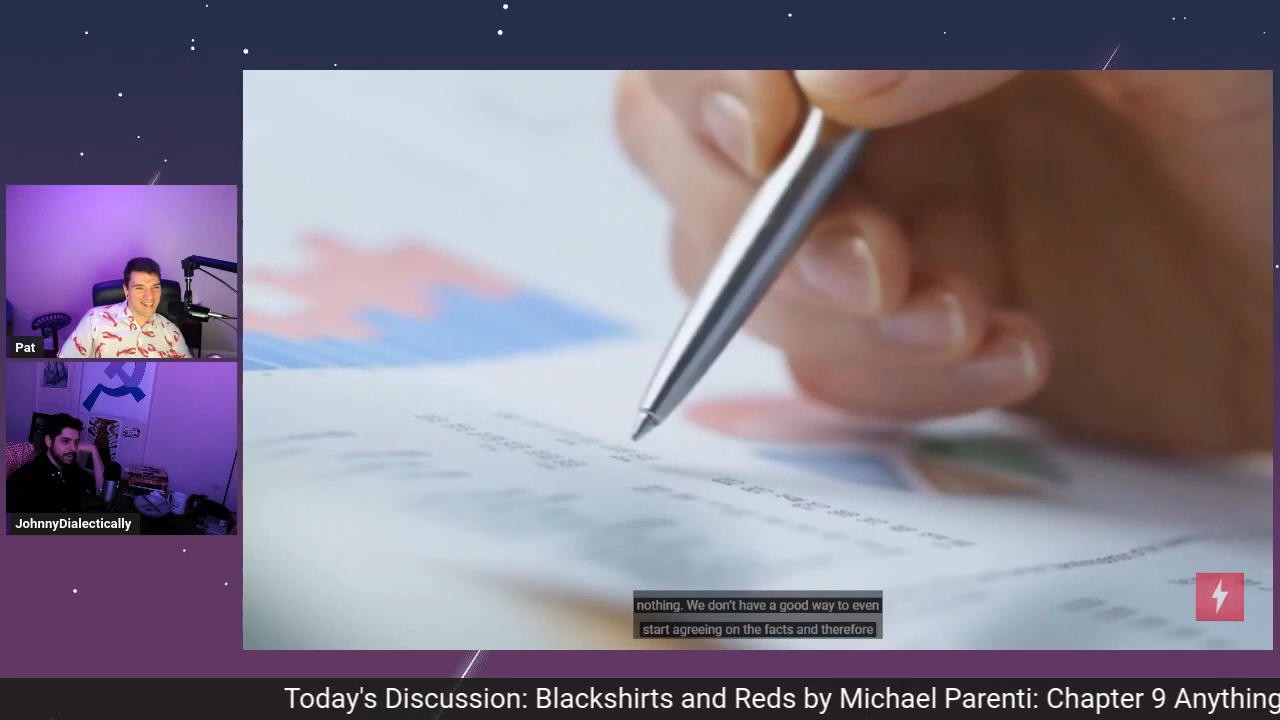 Pat
JohnnyDialectically
nothing. We don't have a good way to even
start agreeing on the facts and therefore
Today's Discussion: Blackshirts and Reds by Michael Parenti: Chapter 9 Anything